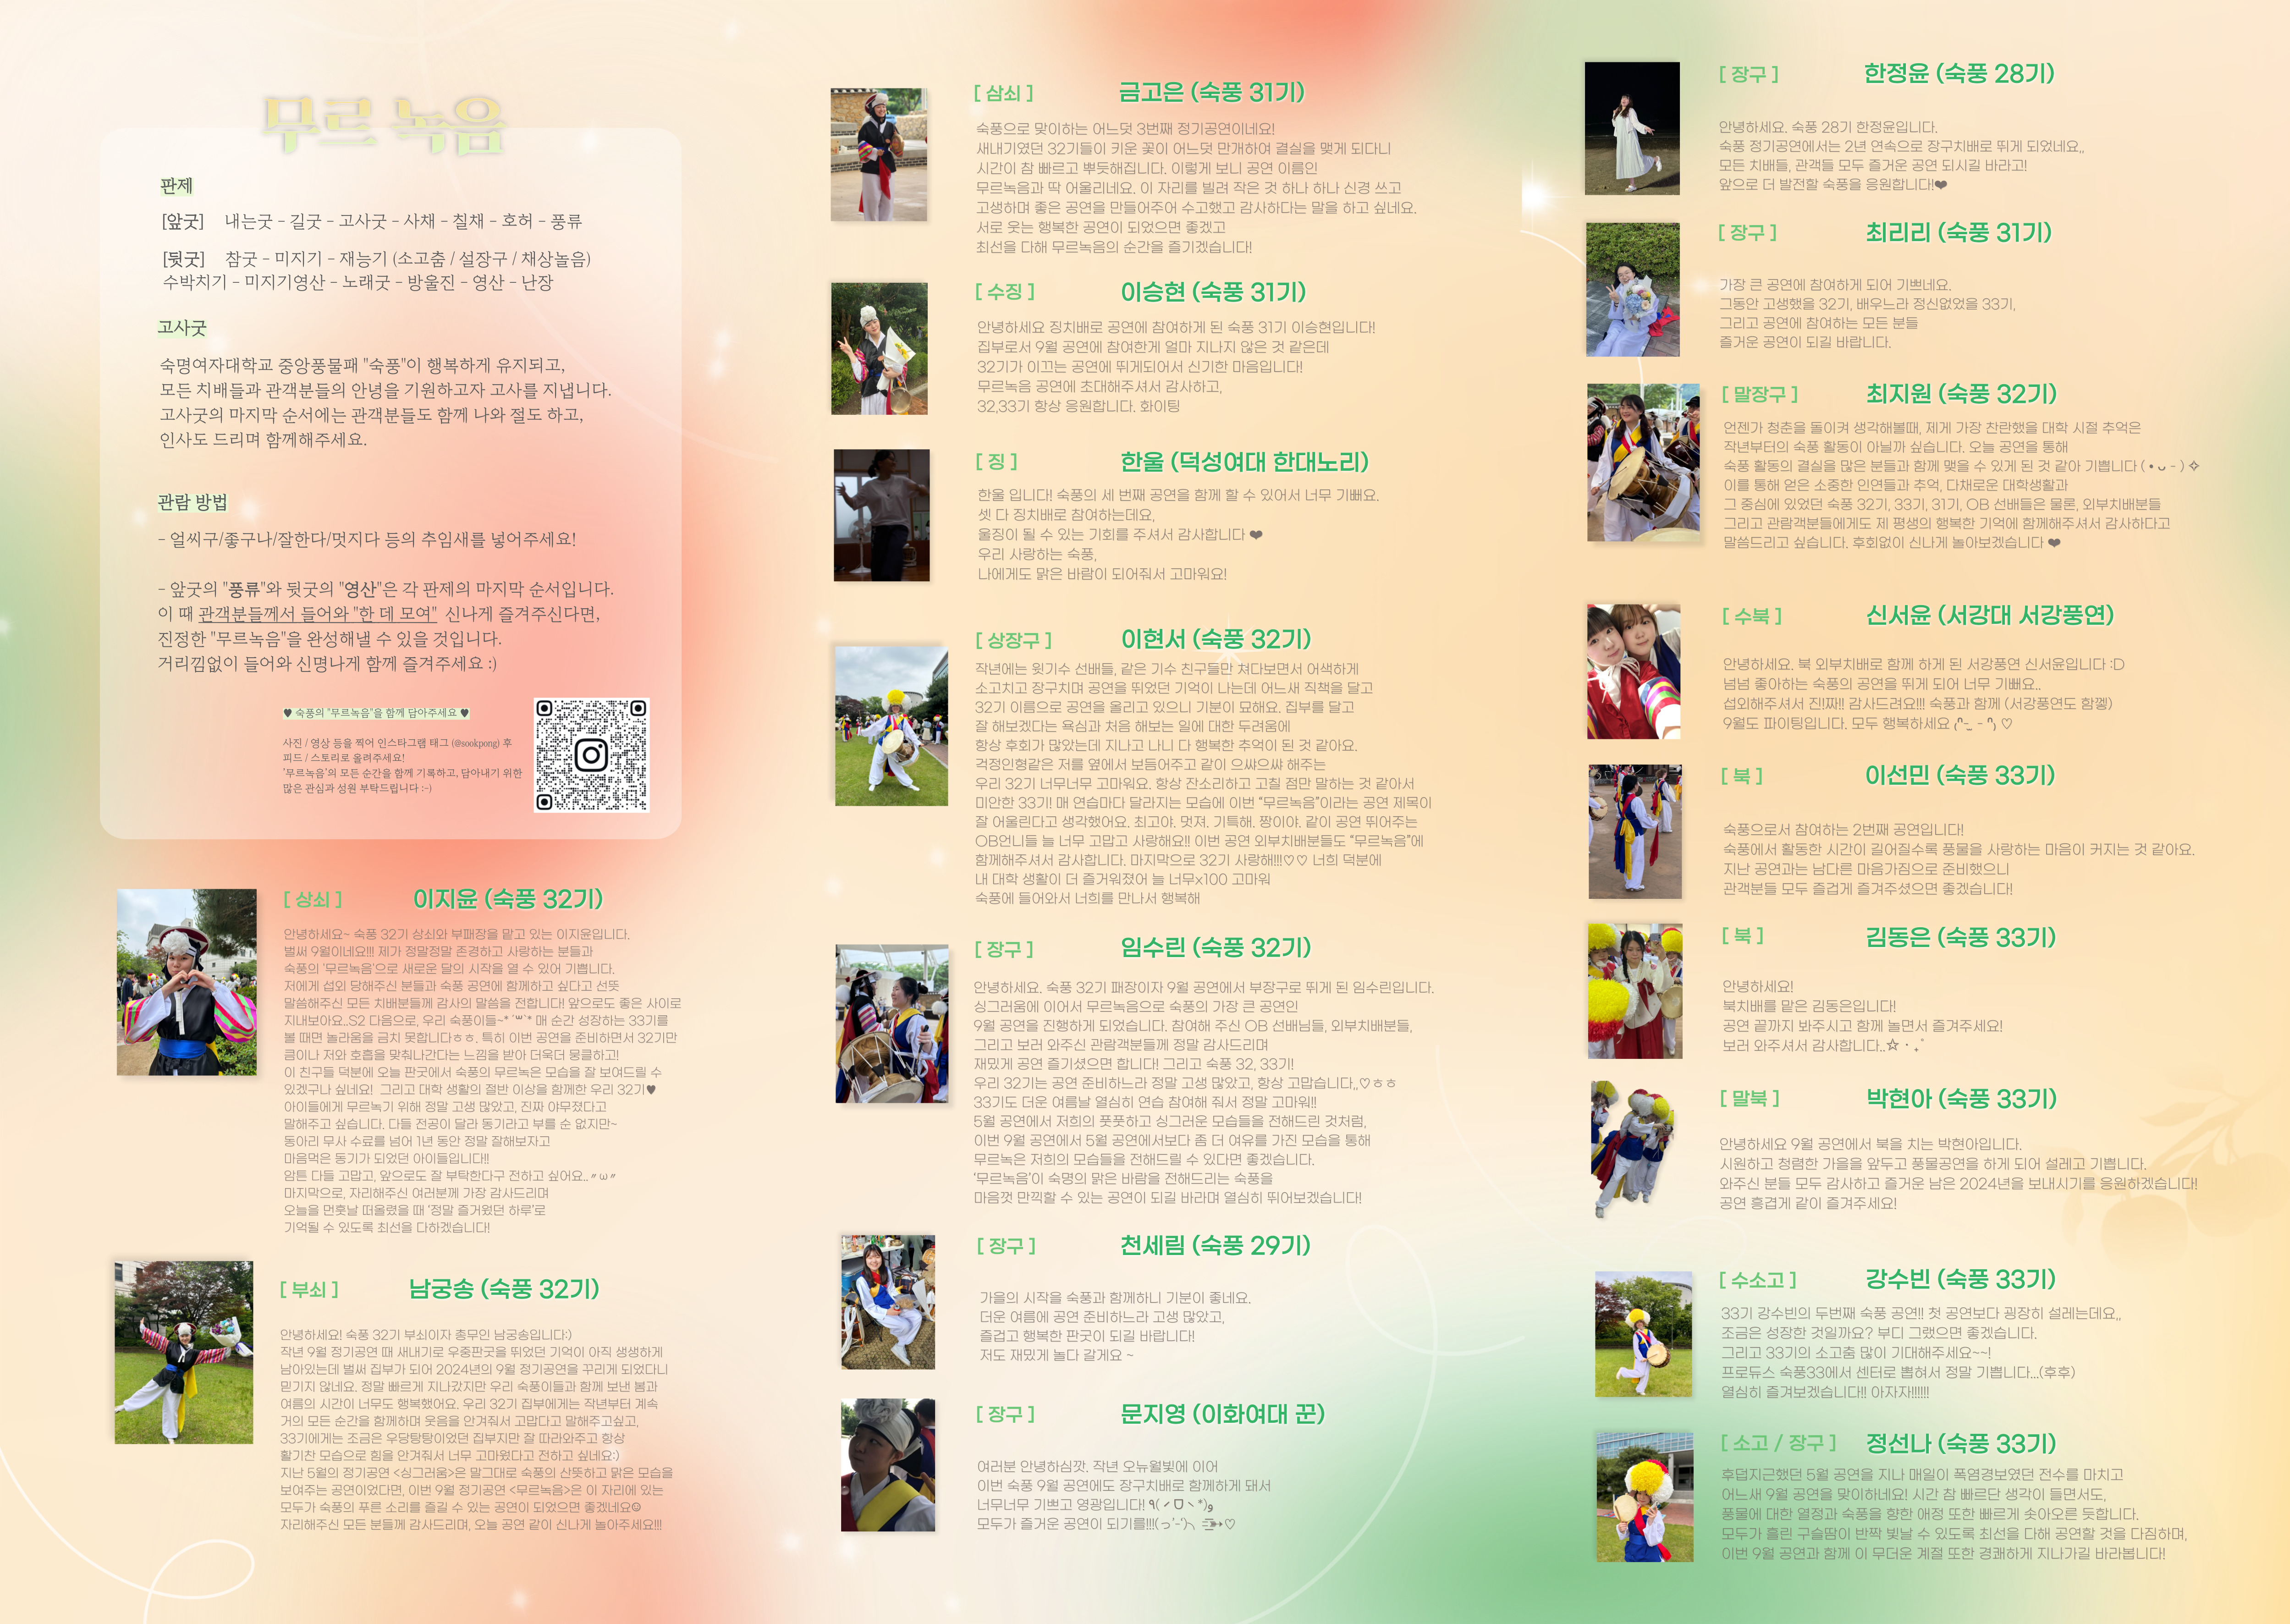 무르 녹음
판제
[앞굿] 내는굿 - 길굿 - 고사굿 - 사채 - 칠채 - 호허 - 풍류
[뒷굿] 참굿 - 미지기 - 재능기 (소고춤 / 설장구 / 채상놀음)
수박치기 - 미지기영산 - 노래굿 - 방울진 - 영산 - 난장
고사굿
숙명여자대학교 중앙풍물패 "숙풍"이 행복하게 유지되고,
모든 치배들과 관객분들의 안녕을 기원하고자 고사를 지냅니다.
고사굿의 마지막 순서에는 관객분들도 함께 나와 절도 하고,
인사도 드리며 함께해주세요.
관람 방법
- 얼씨구/좋구나/잘한다/멋지다 등의 추임새를 넣어주세요!
- 앞굿의 "풍류"와 뒷굿의 "영산"은 각 판제의 마지막 순서입니다.
이 때 관객분들께서 들어와 "한 데 모여" 신나게 즐겨주신다면,
진정한 "무르녹음"을 완성해낼 수 있을 것입니다.
거리낌없이 들어와 신명나게 함께 즐겨주세요 :)
♥ 숙풍의 "무르녹음"을 함께 담아주세요 ♥
사진 / 영상 등을 찍어 인스타그램 태그 (@sookpong) 후
피드 / 스토리로 올려주세요!
'무르녹음'의 모든 순간을 함께 기록하고, 담아내기 위한
많은 관심과 성원 부탁드립니다 :-)
[ 상쇠 ] 이지윤 (숙풍 32기)
안녕하세요~ 숙풍 32기 상쇠와 부패장을 맡고 있는 이지윤입니다.
벌써 9월이네요!!! 제가 정말정말 존경하고 사랑하는 분들과
숙풍의 '무르녹음'으로 새로운 달의 시작을 열 수 있어 기쁩니다.
저에게 섭외 당해주신 분들과 숙풍 공연에 함께하고 싶다고 선뜻
말씀해주신 모든 치배분들께 감사의 말씀을 전합니다! 앞으로도 좋은 사이로
지내보아요..S2 다음으로, 우리 숙풍이들~*´꒳`* 매 순간 성장하는 33기를
볼 때면 놀라움을 금치 못합니다ㅎㅎ. 특히 이번 공연을 준비하면서 32기만
큼이나 저와 호흡을 맞춰나간다는 느낌을 받아 더욱더 뭉클하고!
이 친구들 덕분에 오늘 판굿에서 숙풍의 무르녹은 모습을 잘 보여드릴 수
있겠구나 싶네요! 그리고 대학 생활의 절반 이상을 함께한 우리 32기♥
아이들에게 무르녹기 위해 정말 고생 많았고, 진짜 야무졌다고
말해주고 싶습니다. 다들 전공이 달라 동기라고 부를 순 없지만~
동아리 무사 수료를 넘어 1년 동안 정말 잘해보자고
마음먹은 동기가 되었던 아이들입니다!!
암튼 다들 고맙고, 앞으로도 잘 부탁한다구 전하고 싶어요.. 〃ω〃
마지막으로, 자리해주신 여러분께 가장 감사드리며
오늘을 먼훗날 떠올렸을 때 '정말 즐거웠던 하루'로
기억될 수 있도록 최선을 다하겠습니다!
[ 부쇠 ] 남궁송 (숙풍 32기)
안녕하세요! 숙풍 32기 부쇠이자 총무인 남궁송입니다:)
작년 9월 정기공연 때 새내기로 우중판굿을 뛰었던 기억이 아직 생생하게
남아있는데 벌써 집부가 되어 2024년의 9월 정기공연을 꾸리게 되었다니
믿기지 않네요. 정말 빠르게 지나갔지만 우리 숙풍이들과 함께 보낸 봄과
여름의 시간이 너무도 행복했어요. 우리 32기 집부에게는 작년부터 계속
거의 모든 순간을 함께하며 웃음을 안겨줘서 고맙다고 말해주고싶고,
33기에게는 조금은 우당탕탕이었던 집부지만 잘 따라와주고 항상
활기찬 모습으로 힘을 안겨줘서 너무 고마웠다고 전하고 싶네요:)
지난 5월의 정기공연 <싱그러움>은 말그대로 숙풍의 산뜻하고 맑은 모습을
보여주는 공연이었다면, 이번 9월 정기공연 <무르녹음>은 이 자리에 있는
모두가 숙풍의 푸른 소리를 즐길 수 있는 공연이 되었으면 좋겠네요☺
자리해주신 모든 분들께 감사드리며, 오늘 공연 같이 신나게 놀아주세요!!!
[ 삼쇠 ] 금고은 (숙풍 31기)
숙풍으로 맞이하는 어느덧 3번째 정기공연이네요!
새내기였던 32기들이 키운 꽃이 어느덧 만개하여 결실을 맺게 되다니
시간이 참 빠르고 뿌듯해집니다. 이렇게 보니 공연 이름인
무르녹음과 딱 어울리네요. 이 자리를 빌려 작은 것 하나 하나 신경 쓰고
고생하며 좋은 공연을 만들어주어 수고했고 감사하다는 말을 하고 싶네요.
서로 웃는 행복한 공연이 되었으면 좋겠고
최선을 다해 무르녹음의 순간을 즐기겠습니다!
[ 수징 ] 이승현 (숙풍 31기)
안녕하세요 징치배로 공연에 참여하게 된 숙풍 31기 이승현입니다!
집부로서 9월 공연에 참여한게 얼마 지나지 않은 것 같은데
32기가 이끄는 공연에 뛰게되어서 신기한 마음입니다!
무르녹음 공연에 초대해주셔서 감사하고,
32,33기 항상 응원합니다. 화이팅
[ 징 ] 한울 (덕성여대 한대노리)
한울 입니다! 숙풍의 세 번째 공연을 함께 할 수 있어서 너무 기뻐요.
셋 다 징치배로 참여하는데요,
울징이 될 수 있는 기회를 주셔서 감사합니다 ❤
우리 사랑하는 숙풍,
나에게도 맑은 바람이 되어줘서 고마워요!
[ 상장구 ] 이현서 (숙풍 32기)
작년에는 윗기수 선배들, 같은 기수 친구들만 쳐다보면서 어색하게
소고치고 장구치며 공연을 뛰었던 기억이 나는데 어느새 직책을 달고
32기 이름으로 공연을 올리고 있으니 기분이 묘해요. 집부를 달고
잘 해보겠다는 욕심과 처음 해보는 일에 대한 두려움에
항상 후회가 많았는데 지나고 나니 다 행복한 추억이 된 것 같아요.
걱정인형같은 저를 옆에서 보듬어주고 같이 으쌰으쌰 해주는
우리 32기 너무너무 고마워요. 항상 잔소리하고 고칠 점만 말하는 것 같아서
미안한 33기! 매 연습마다 달라지는 모습에 이번 “무르녹음”이라는 공연 제목이
잘 어울린다고 생각했어요. 최고야. 멋져. 기특해. 짱이야. 같이 공연 뛰어주는
OB언니들 늘 너무 고맙고 사랑해요!! 이번 공연 외부치배분들도 “무르녹음”에
함께해주셔서 감사합니다. 마지막으로 32기 사랑해!!!♡♡ 너희 덕분에
내 대학 생활이 더 즐거워졌어 늘 너무x100 고마워
숙풍에 들어와서 너희를 만나서 행복해
[ 장구 ] 임수린 (숙풍 32기)
안녕하세요. 숙풍 32기 패장이자 9월 공연에서 부장구로 뛰게 된 임수린입니다.
싱그러움에 이어서 무르녹음으로 숙풍의 가장 큰 공연인
9월 공연을 진행하게 되었습니다. 참여해 주신 OB 선배님들, 외부치배분들,
그리고 보러 와주신 관람객분들께 정말 감사드리며
재밌게 공연 즐기셨으면 합니다! 그리고 숙풍 32, 33기!
우리 32기는 공연 준비하느라 정말 고생 많았고, 항상 고맙습니다,,♡ㅎㅎ
33기도 더운 여름날 열심히 연습 참여해 줘서 정말 고마워!!
5월 공연에서 저희의 풋풋하고 싱그러운 모습들을 전해드린 것처럼,
이번 9월 공연에서 5월 공연에서보다 좀 더 여유를 가진 모습을 통해
무르녹은 저희의 모습들을 전해드릴 수 있다면 좋겠습니다.
'무르녹음'이 숙명의 맑은 바람을 전해드리는 숙풍을
마음껏 만끽할 수 있는 공연이 되길 바라며 열심히 뛰어보겠습니다!
[ 장구 ] 천세림 (숙풍 29기)
가을의 시작을 숙풍과 함께하니 기분이 좋네요.
더운 여름에 공연 준비하느라 고생 많았고,
즐겁고 행복한 판굿이 되길 바랍니다!
저도 재밌게 놀다 갈게요 ~
[ 장구 ] 문지영 (이화여대 꾼)
여러분 안녕하심깟. 작년 오뉴월빛에 이어
이번 숙풍 9월 공연에도 장구치배로 함께하게 돼서
너무너무 기쁘고 영광입니다! ٩(ˊᗜˋ*)و
모두가 즐거운 공연이 되기를!!!(っ'-')╮ =͟͟͞͞➳♡
[ 장구 ] 한정윤 (숙풍 28기)
안녕하세요. 숙풍 28기 한정윤입니다.
숙풍 정기공연에서는 2년 연속으로 장구치배로 뛰게 되었네요,,
모든 치배들, 관객들 모두 즐거운 공연 되시길 바라고!
앞으로 더 발전할 숙풍을 응원합니다!❤
[ 장구 ] 최리리 (숙풍 31기)
가장 큰 공연에 참여하게 되어 기쁘네요.
그동안 고생했을 32기, 배우느라 정신없었을 33기,
그리고 공연에 참여하는 모든 분들
즐거운 공연이 되길 바랍니다.
[ 말장구 ] 최지원 (숙풍 32기)
언젠가 청춘을 돌이켜 생각해볼때, 제게 가장 찬란했을 대학 시절 추억은
작년부터의 숙풍 활동이 아닐까 싶습니다. 오늘 공연을 통해
숙풍 활동의 결실을 많은 분들과 함께 맺을 수 있게 된 것 같아 기쁩니다 ( • ᴗ - ) ✧
이를 통해 얻은 소중한 인연들과 추억, 다채로운 대학생활과
그 중심에 있었던 숙풍 32기, 33기, 31기, OB 선배들은 물론, 외부치배분들
그리고 관람객분들에게도 제 평생의 행복한 기억에 함께해주셔서 감사하다고
말씀드리고 싶습니다. 후회없이 신나게 놀아보겠습니다 ❤
[ 수북 ] 신서윤 (서강대 서강풍연)
안녕하세요. 북 외부치배로 함께 하게 된 서강풍연 신서윤입니다 :D
넘넘 좋아하는 숙풍의 공연을 뛰게 되어 너무 기뻐요..
섭외해주셔서 진!짜!! 감사드려요!!! 숙풍과 함께 (서강풍연도 함껳)
9월도 파이팅입니다. 모두 행복하세요 ₍ᐢ- ̫ -ᐢ₎ ♡
[ 북 ] 이선민 (숙풍 33기)
숙풍으로서 참여하는 2번째 공연입니다!
숙풍에서 활동한 시간이 길어질수록 풍물을 사랑하는 마음이 커지는 것 같아요.
지난 공연과는 남다른 마음가짐으로 준비했으니
관객분들 모두 즐겁게 즐겨주셨으면 좋겠습니다!
[ 북 ] 김동은 (숙풍 33기)
안녕하세요!
북치배를 맡은 김동은입니다!
공연 끝까지 봐주시고 함께 놀면서 즐겨주세요!
보러 와주셔서 감사합니다..☆・₊˚
[ 말북 ] 박현아 (숙풍 33기)
안녕하세요 9월 공연에서 북을 치는 박현아입니다.
시원하고 청렴한 가을을 앞두고 풍물공연을 하게 되어 설레고 기쁩니다.
와주신 분들 모두 감사하고 즐거운 남은 2024년을 보내시기를 응원하겠습니다!
공연 흥겹게 같이 즐겨주세요!
[ 수소고 ] 강수빈 (숙풍 33기)
33기 강수빈의 두번째 숙풍 공연!! 첫 공연보다 굉장히 설레는데요,,
조금은 성장한 것일까요? 부디 그랬으면 좋겠습니다.
그리고 33기의 소고춤 많이 기대해주세요~~!
프로듀스 숙풍33에서 센터로 뽑혀서 정말 기쁩니다...(후후)
열심히 즐겨보겠습니다!! 아자자!!!!!!
[ 소고 / 장구 ] 정선나 (숙풍 33기)
후덥지근했던 5월 공연을 지나 매일이 폭염경보였던 전수를 마치고
어느새 9월 공연을 맞이하네요! 시간 참 빠르단 생각이 들면서도,
풍물에 대한 열정과 숙풍을 향한 애정 또한 빠르게 솟아오른 듯합니다.
모두가 흘린 구슬땀이 반짝 빛날 수 있도록 최선을 다해 공연할 것을 다짐하며,
이번 9월 공연과 함께 이 무더운 계절 또한 경쾌하게 지나가길 바라봅니다!